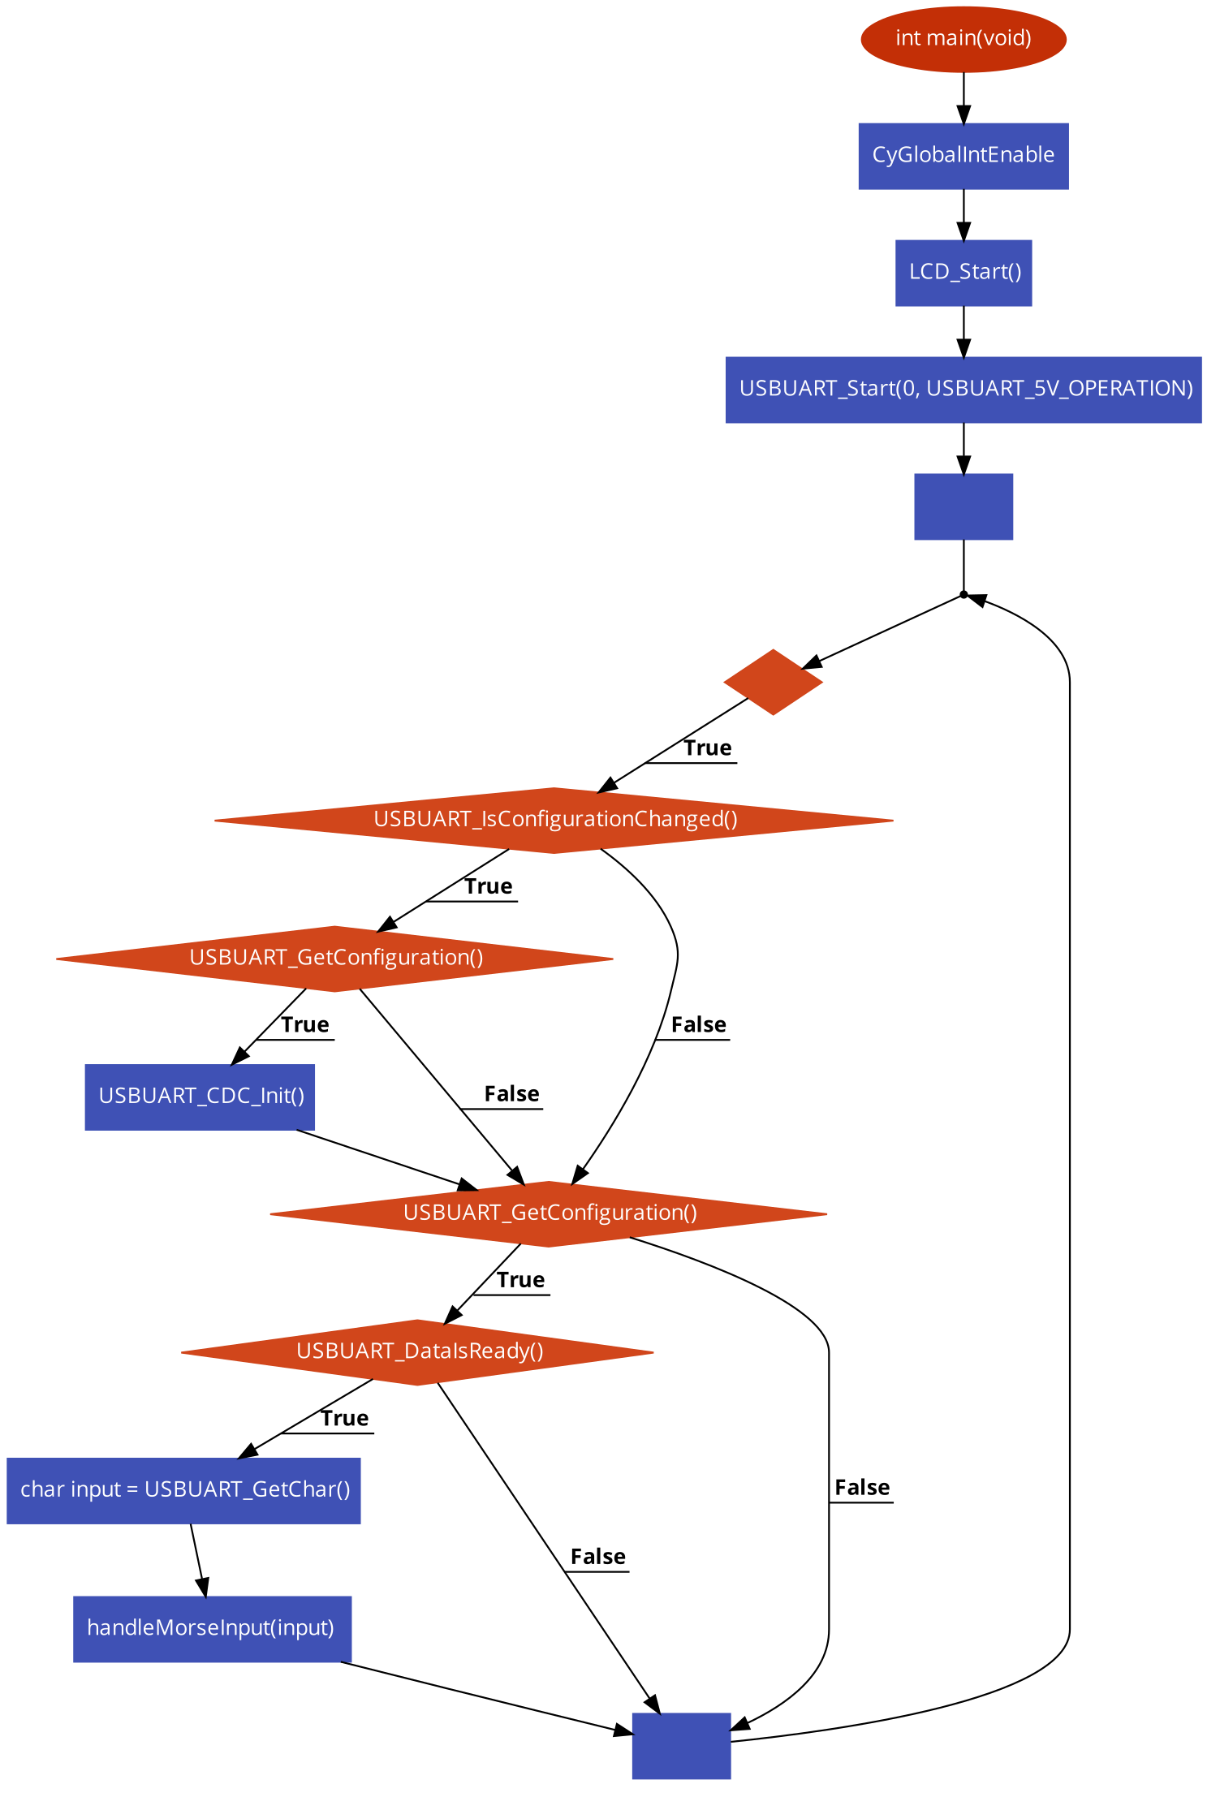 int main(void)
CyGlobalIntEnable
LCD_Start()
USBUART_Start(0, USBUART_5V_OPERATION)
True
USBUART_IsConfigurationChanged()
True
USBUART_GetConfiguration()
True
False
USBUART_CDC_Init()
False
USBUART_GetConfiguration()
True
USBUART_DataIsReady()
True
char input = USBUART_GetChar()
False
False
handleMorseInput(input)